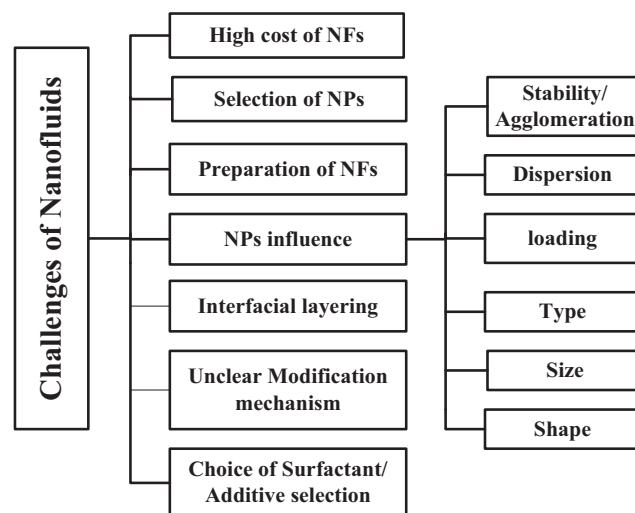 Challenges of Nanofluids
High cost of NFs
Selection of NPs
Preparation of NFs
NPs influence
Interfacial layering
Unclear Modification
mechanism
Choice of Surfactant/
Additive selection
Stability/
Agglomeration
Dispersion
loading
Type
Size
Shape